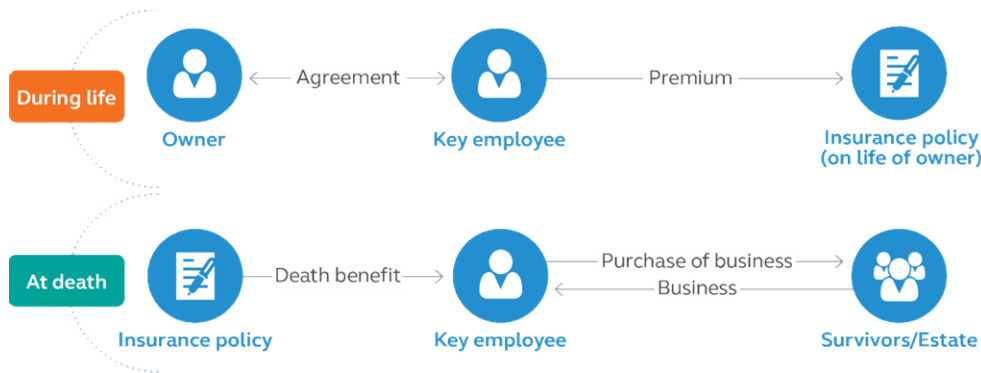 During life
Agreement
Premium
Owner
Key employee
Insurance policy
(on life of owner)
At death
Death benefit
Purchase of business
Business
Insurance policy
Key employee
Survivors/Estate